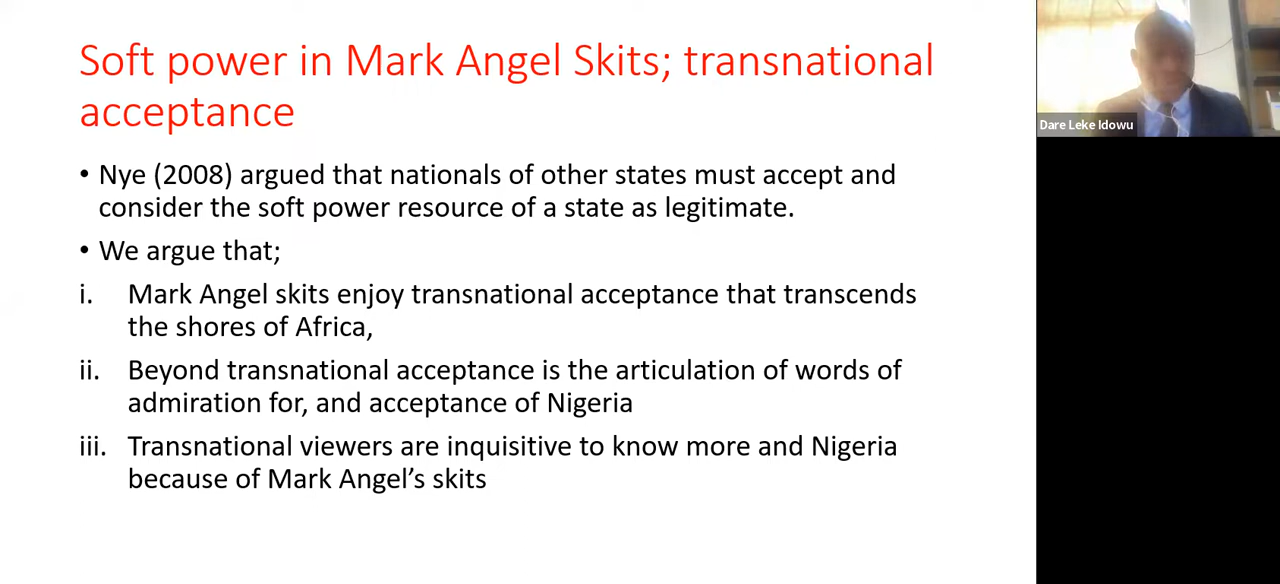 Soft power in Mark Angel Skits; transnational
acceptance
• Nye (2008) argued that nationals of other states must accept and
consider the soft power resource of a state as legitimate.
• We argue that;
i. Mark Angel skits enjoy transnational acceptance that transcends
the shores of Africa,
ii. Beyond transnational acceptance is the articulation of words of
admiration for, and acceptance of Nigeria
iii. Transnational viewers are inquisitive to know more and Nigeria
because of Mark Angel’s skits
Dare Leke Idowu